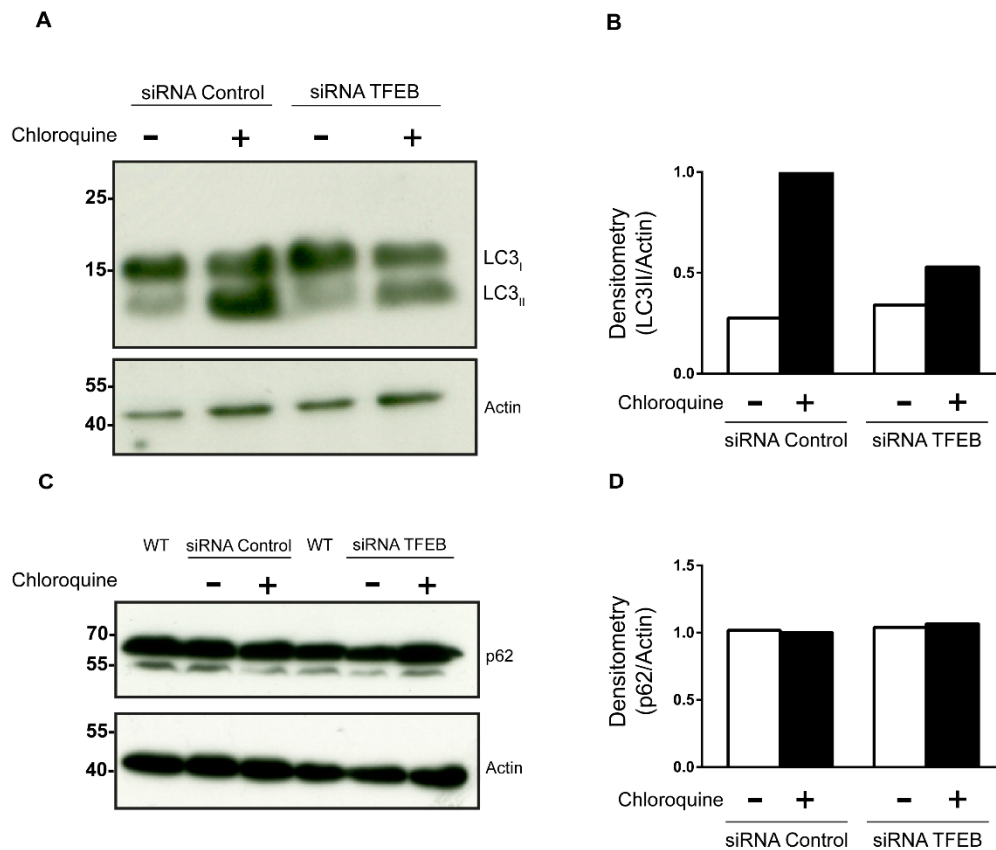 A
siRNA Control siRNA TFEB
Chloroquine - + - +
25
15
LC3I
LC3II
55
40
Actin
B
Densitometry
(LC3II/Actin)
1.0
0.5
0.0
Chloroquine - + - +
siRNA Control siRNA TFEB
C
WT siRNA Control WT siRNA TFEB
Chloroquine - + - +
70
55
p62
55
40
Actin
D
Densitometry
(p62/Actin)
1.5
1.0
0.5
0.0
Chloroquine - + - +
siRNA Control siRNA TFEB